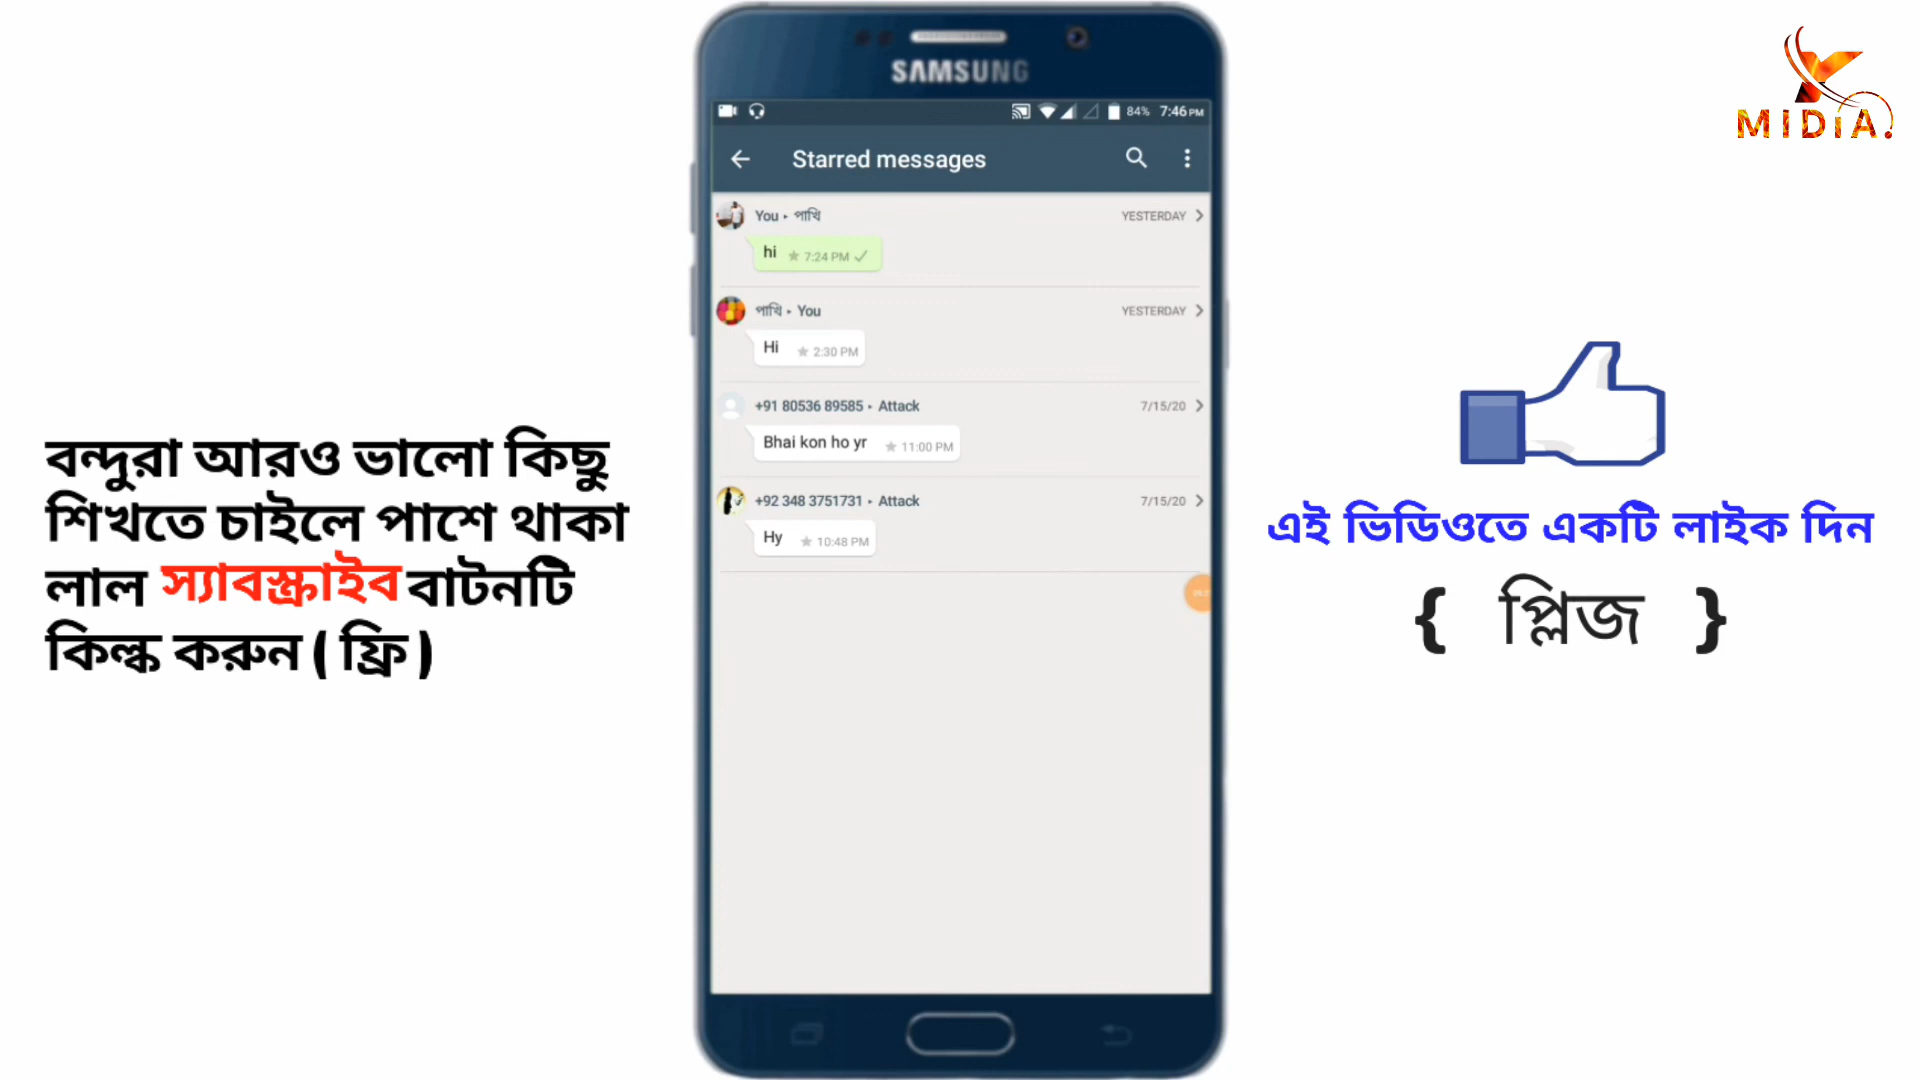 SAMSUNG
84% 7:46 PM
MIDiA.
Starred messages
You ▸ পাখি YESTERDAY
hi ★ 7:24 PM ✓
পাখি ▸ You YESTERDAY
Hi ★ 2:30 PM
+91 80536 89585 ▸ Attack 7/15/20
Bhai kon ho yr ★ 11:00 PM
+92 348 3751731 ▸ Attack 7/15/20
Hy ★ 10:48 PM
বন্দুরা আরও ভালো কিছু
শিখতে চাইলে পাশে থাকা
লাল স্যাবস্ক্রাইব বাটনটি
কিল্ক করুন ( ফ্রি )
এই ভিডিওতে একটি লাইক দিন
{ প্লিজ }